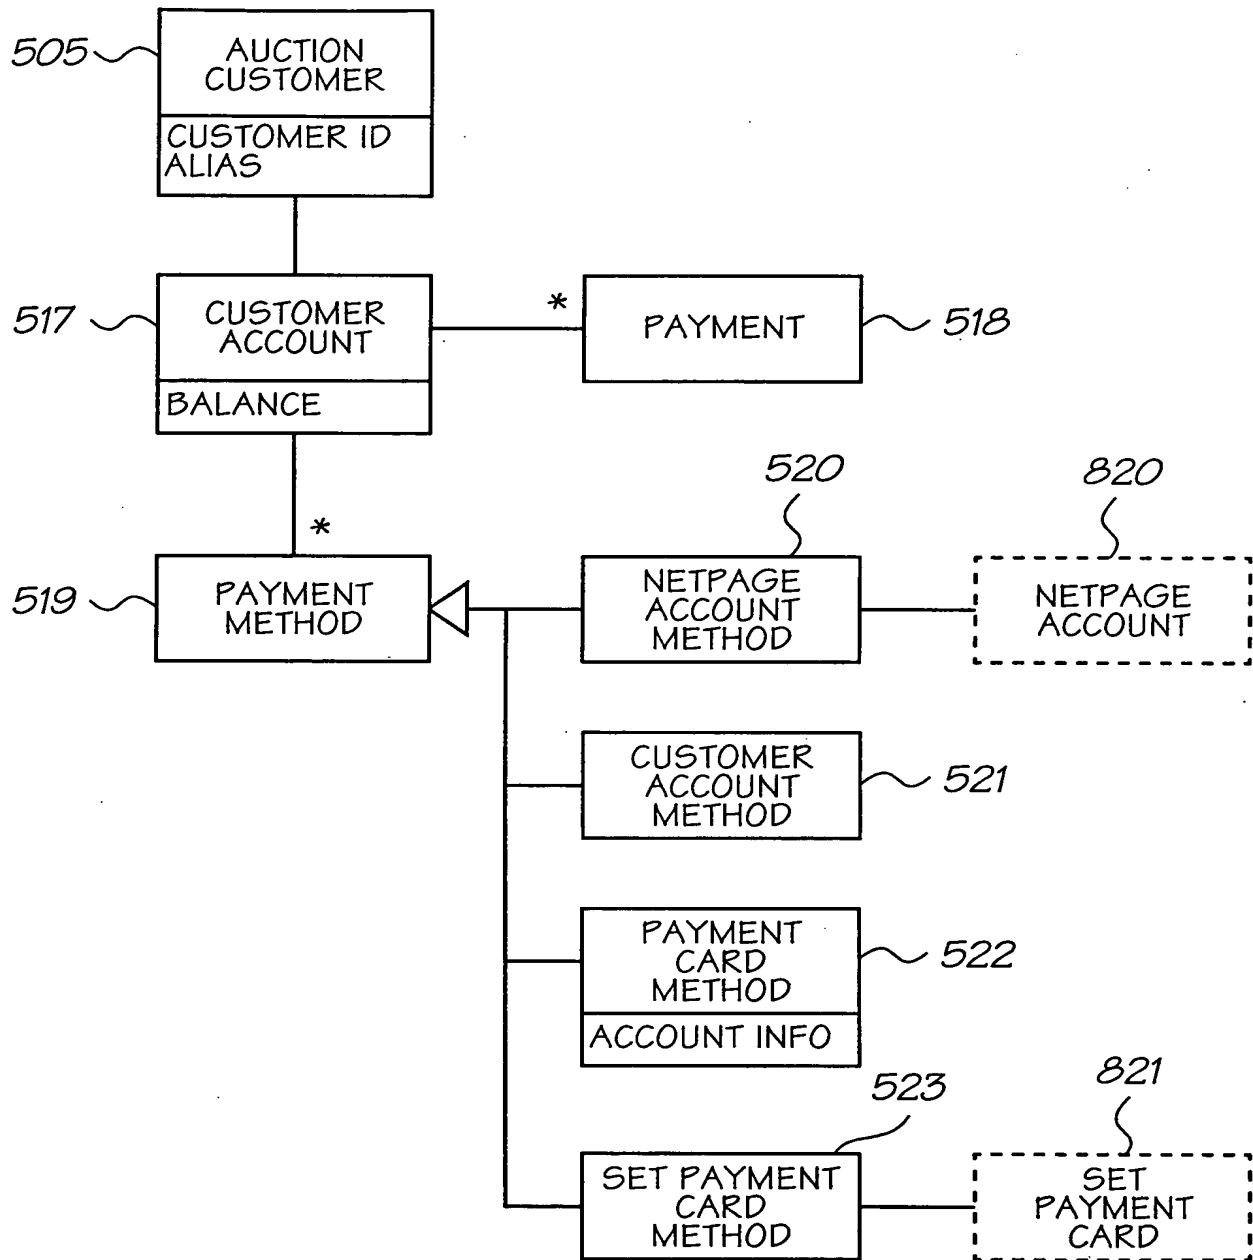 505
AUCTION
CUSTOMER
CUSTOMER ID
ALIAS
517
CUSTOMER
ACCOUNT
BALANCE
*
PAYMENT
518
*
519
PAYMENT
METHOD
520
NETPAGE
ACCOUNT
METHOD
820
NETPAGE
ACCOUNT
CUSTOMER
ACCOUNT
METHOD
521
PAYMENT
CARD
METHOD
ACCOUNT INFO
522
523
SET PAYMENT
CARD
METHOD
821
SET
PAYMENT
CARD